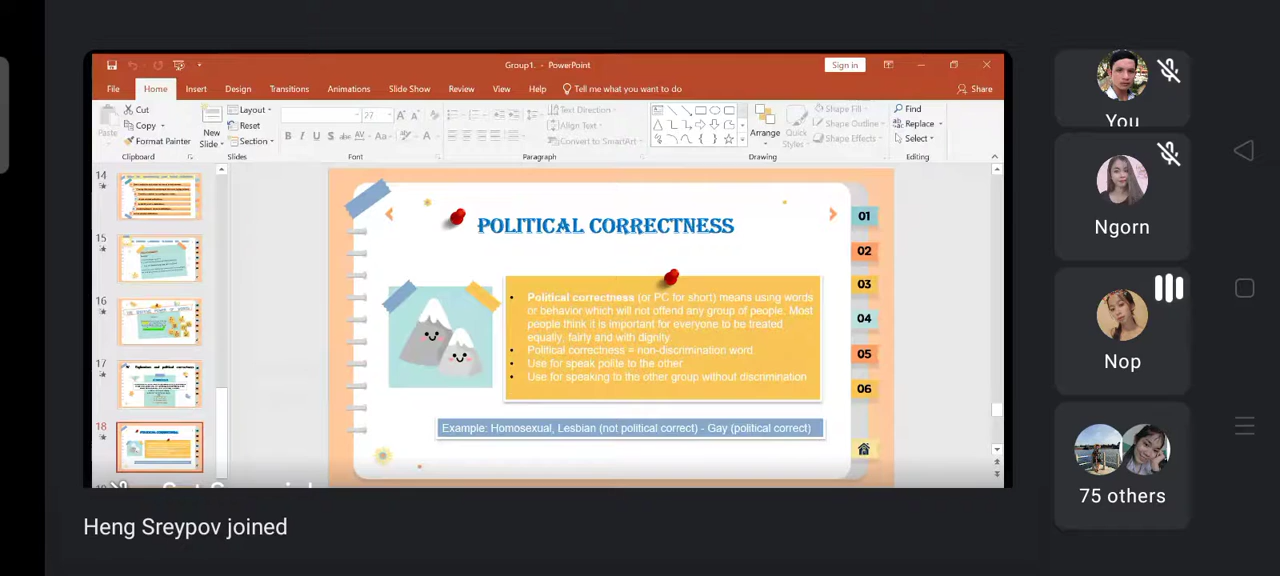 Group1. - PowerPoint
Sign in
File Home Insert Design Transitions Animations Slide Show Review View Help Tell me what you want to do Share
Paste
Cut
Copy
Format Painter
Clipboard
New
Slide
Layout
Reset
Section
Slides
27
B I U S abc AV Aa A
Font
Text Direction
Align Text
Convert to SmartArt
Paragraph
Arrange
Quick
Styles
Shape Fill
Shape Outline
Shape Effects
Drawing
Find
Replace
Select
Editing
14
15
16
17
18
POLITICAL CORRECTNESS
• Political correctness (or PC for short) means using words
or behavior which will not offend any group of people. Most
people think it is important for everyone to be treated
equally, fairly and with dignity.
• Political correctness = non-discrimination word.
• Use for speak polite to the other.
• Use for speaking to the other group without discrimination
Example: Homosexual, Lesbian (not political correct) - Gay (political correct)
01
02
03
04
05
06
You
Ngorn
Nop
75 others
Heng Sreypov joined